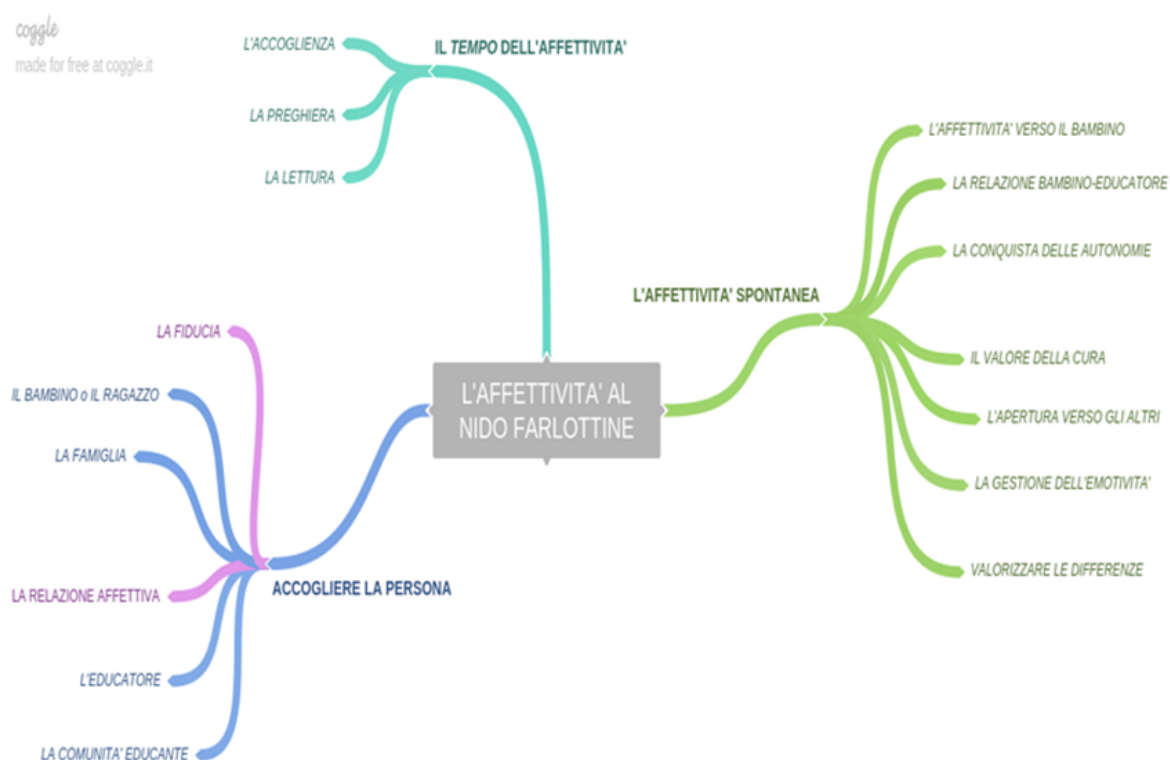 coggle
made for free at coggle.it
IL TEMPO DELL'AFFETTIVITA'
L'ACCOGLIENZA
LA PREGHIERA
LA LETTURA
L'AFFETTIVITA' SPONTANEA
L'AFFETTIVITA' VERSO IL BAMBINO
LA RELAZIONE BAMBINO-EDUCATORE
LA CONQUISTA DELLE AUTONOMIE
IL VALORE DELLA CURA
L'APERTURA VERSO GLI ALTRI
LA GESTIONE DELL'EMOTIVITA'
VALORIZZARE LE DIFFERENZE
L'AFFETTIVITA' AL
NIDO FARLOTTINE
ACCOGLIERE LA PERSONA
LA FIDUCIA
IL BAMBINO o IL RAGAZZO
LA FAMIGLIA
LA RELAZIONE AFFETTIVA
L'EDUCATORE
LA COMUNITA' EDUCANTE